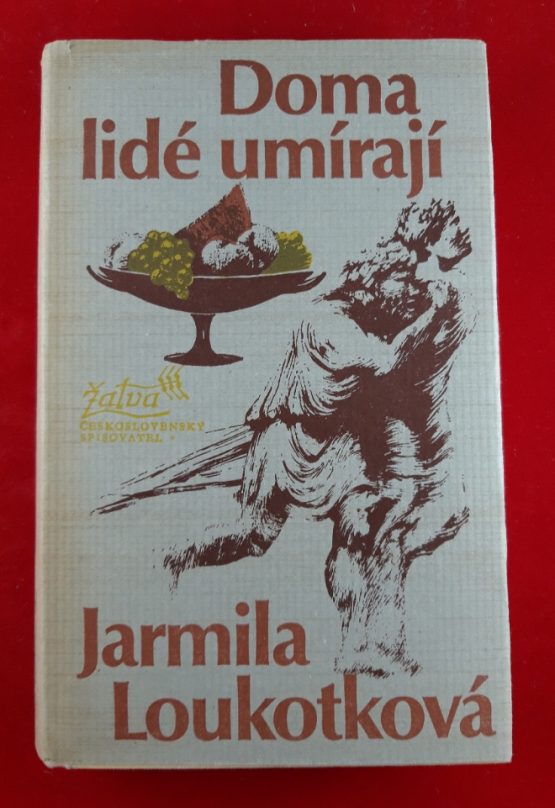 Doma
lidé umírají
Žatva
ČESKOSLOVENSKÝ
SPISOVATEL
Jarmila
Loukotková